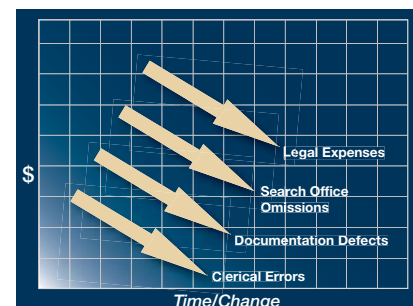 Legal Expenses
$
Search Office
Omissions
Documentation Defects
Clerical Errors
Time/Change